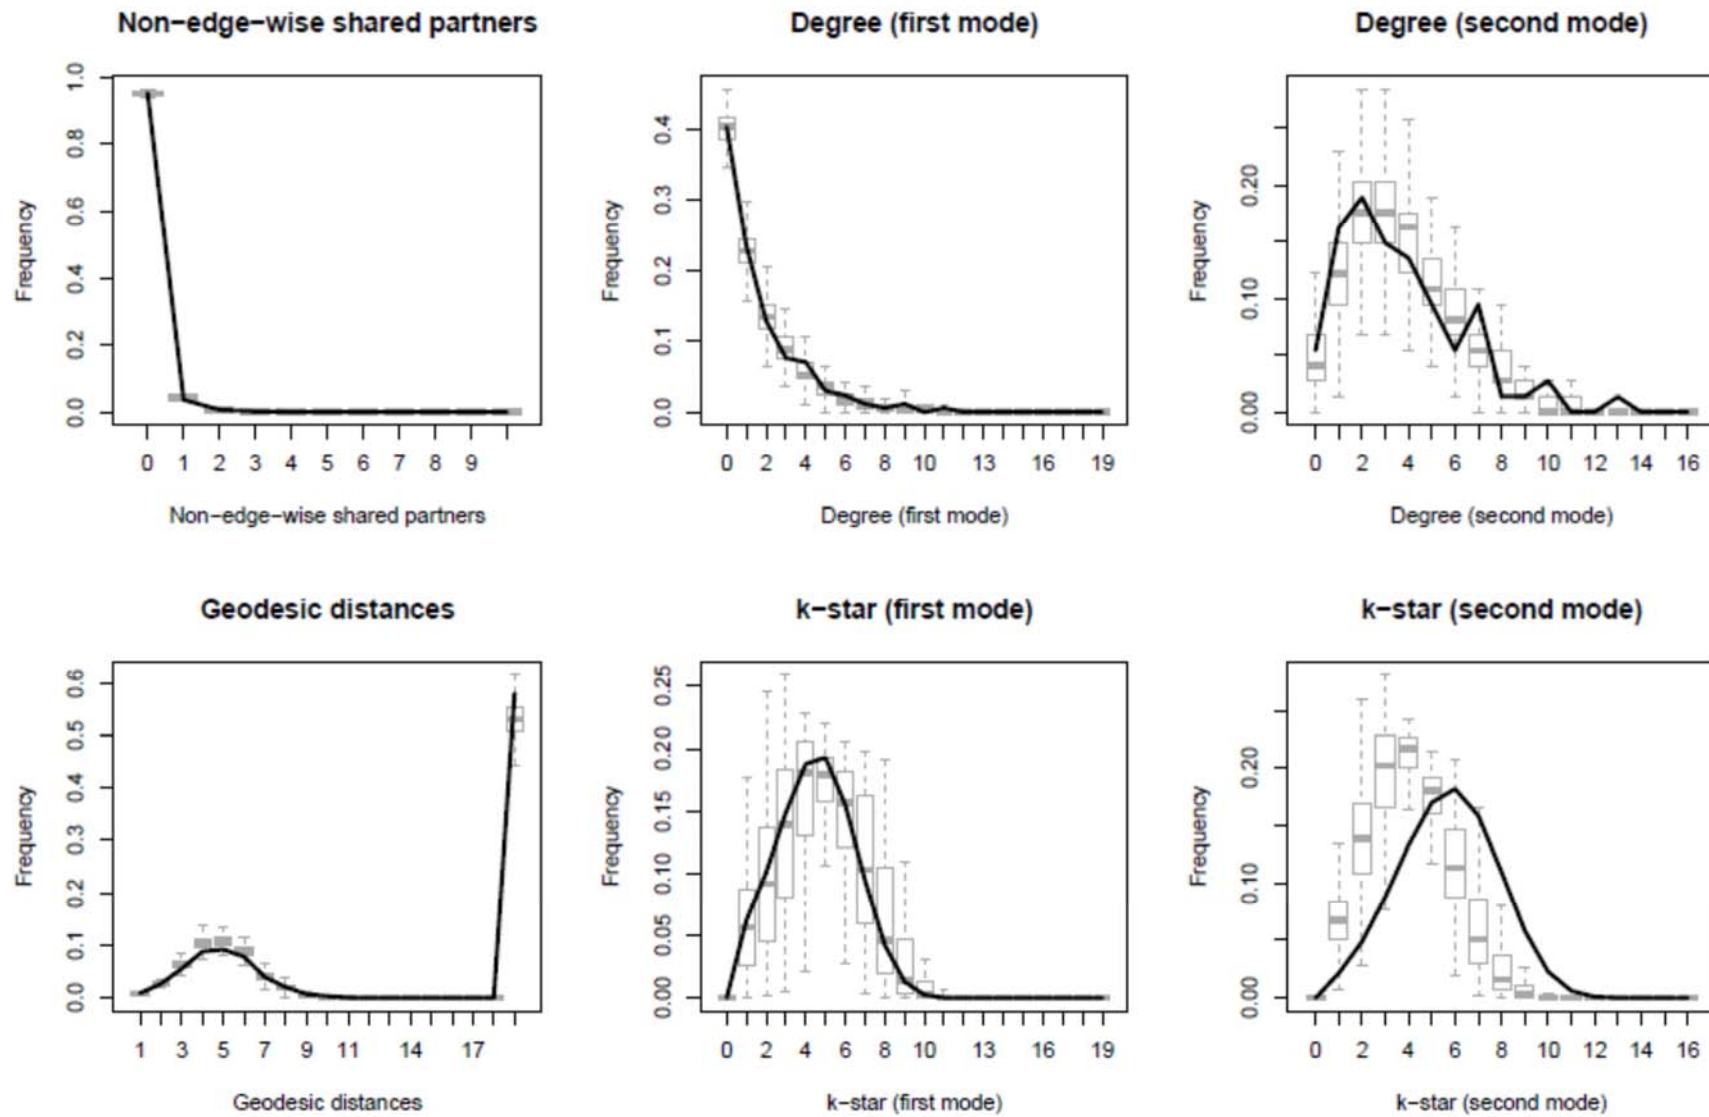 Non-edge-wise shared partners
Degree (first mode)
Degree (second mode)
Frequency
0.0 0.2 0.4 0.6 0.8 1.0
0 1 2 3 4 5 6 7 8 9
Non-edge-wise shared partners
Frequency
0.0 0.1 0.2 0.3 0.4
0 2 4 6 8 10 13 16 19
Degree (first mode)
Frequency
0.00 0.10 0.20
0 2 4 6 8 10 12 14 16
Degree (second mode)
Geodesic distances
k-star (first mode)
k-star (second mode)
Frequency
0.0 0.1 0.2 0.3 0.4 0.5 0.6
1 3 5 7 9 11 14 17
Geodesic distances
Frequency
0.00 0.05 0.10 0.15 0.20 0.25
0 2 4 6 8 10 13 16 19
k-star (first mode)
Frequency
0.00 0.10 0.20
0 2 4 6 8 10 12 14 16
k-star (second mode)